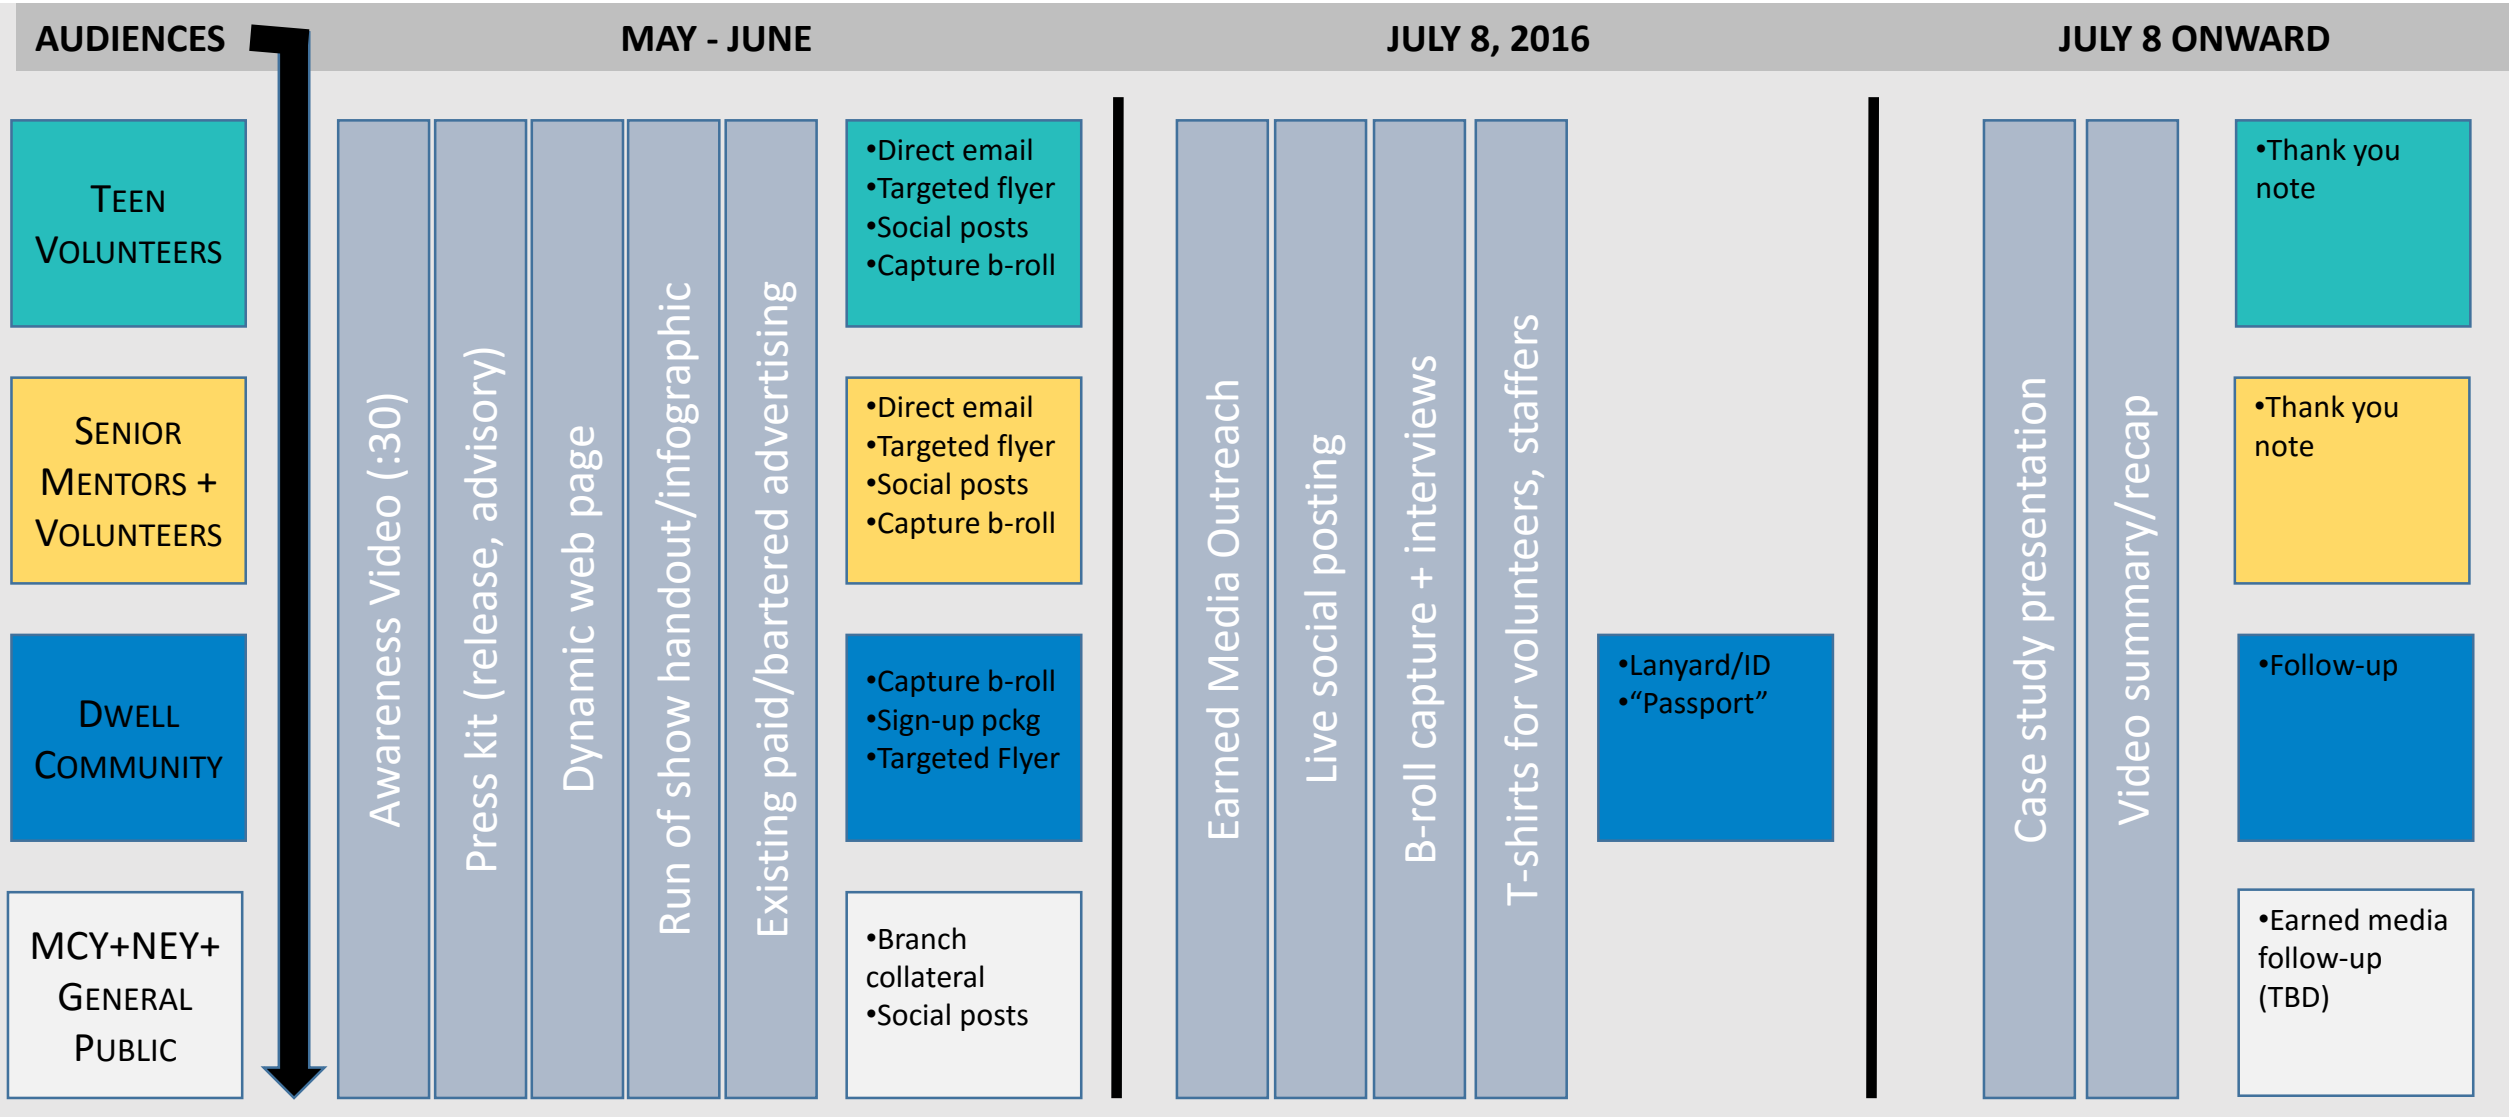 AUDIENCES
MAY - JUNE
JULY 8, 2016
JULY 8 ONWARD
TEEN
VOLUNTEERS
SENIOR
MENTORS +
VOLUNTEERS
DWELL
COMMUNITY
MCY+NEY+
GENERAL
PUBLIC
Awareness Video (:30)
Press kit (release, advisory)
Dynamic web page
Run of show handout/infographic
Existing paid/bartered advertising
•Direct email
•Targeted flyer
•Social posts
•Capture b-roll
•Direct email
•Targeted flyer
•Social posts
•Capture b-roll
•Capture b-roll
•Sign-up pckg
•Targeted Flyer
•Branch
collateral
•Social posts
Earned Media Outreach
Live social posting
B-roll capture + interviews
T-shirts for volunteers, staffers
•Lanyard/ID
•“Passport”
Case study presentation
Video summary/recap
•Thank you
note
•Thank you
note
•Follow-up
•Earned media
follow-up
(TBD)